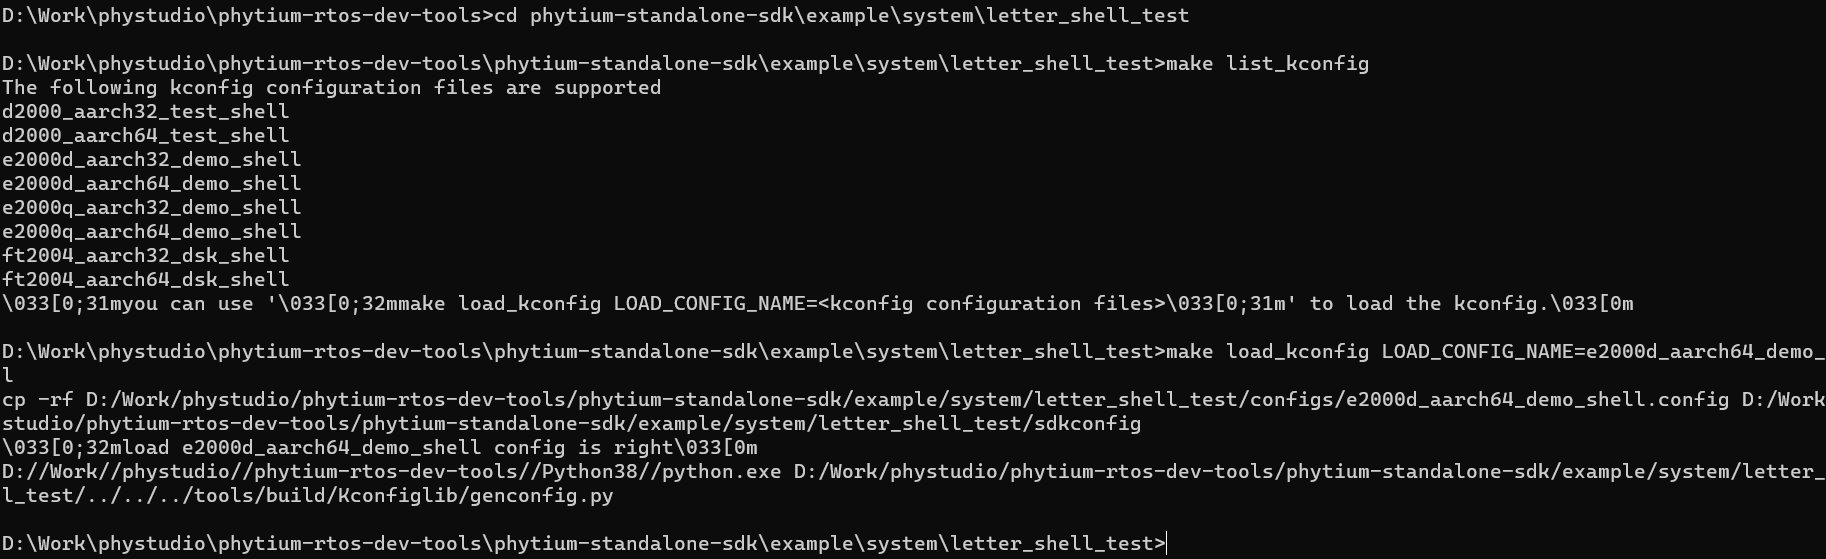 D:\Work\phystudio\phytium-rtos-dev-tools>cd phytium-standalone-sdk\example\system\letter_shell_test
D:\Work\phystudio\phytium-rtos-dev-tools\phytium-standalone-sdk\example\system\letter_shell_test>make list_kconfig
The following kconfig configuration files are supported
d2000_aarch32_test_shell
d2000_aarch64_test_shell
e2000d_aarch32_demo_shell
e2000d_aarch64_demo_shell
e2000q_aarch32_demo_shell
e2000q_aarch64_demo_shell
ft2004_aarch32_dsk_shell
ft2004_aarch64_dsk_shell
\033[0;31myou can use '\033[0;32mmake load_kconfig LOAD_CONFIG_NAME=<kconfig configuration files>\033[0;31m' to load the kconfig.\033[0m
D:\Work\phystudio\phytium-rtos-dev-tools\phytium-standalone-sdk\example\system\letter_shell_test>make load_kconfig LOAD_CONFIG_NAME=e2000d_aarch64_demo_
l
cp -rf D:/Work/phystudio/phytium-rtos-dev-tools/phytium-standalone-sdk/example/system/letter_shell_test/configs/e2000d_aarch64_demo_shell.config D:/Work
studio/phytium-rtos-dev-tools/phytium-standalone-sdk/example/system/letter_shell_test/sdkconfig
\033[0;32mload e2000d_aarch64_demo_shell config is right\033[0m
D://Work//phystudio//phytium-rtos-dev-tools//Python38//python.exe D:/Work/phystudio/phytium-rtos-dev-tools/phytium-standalone-sdk/example/system/letter_
l_test/../../../tools/build/Kconfiglib/genconfig.py
D:\Work\phystudio\phytium-rtos-dev-tools\phytium-standalone-sdk\example\system\letter_shell_test>